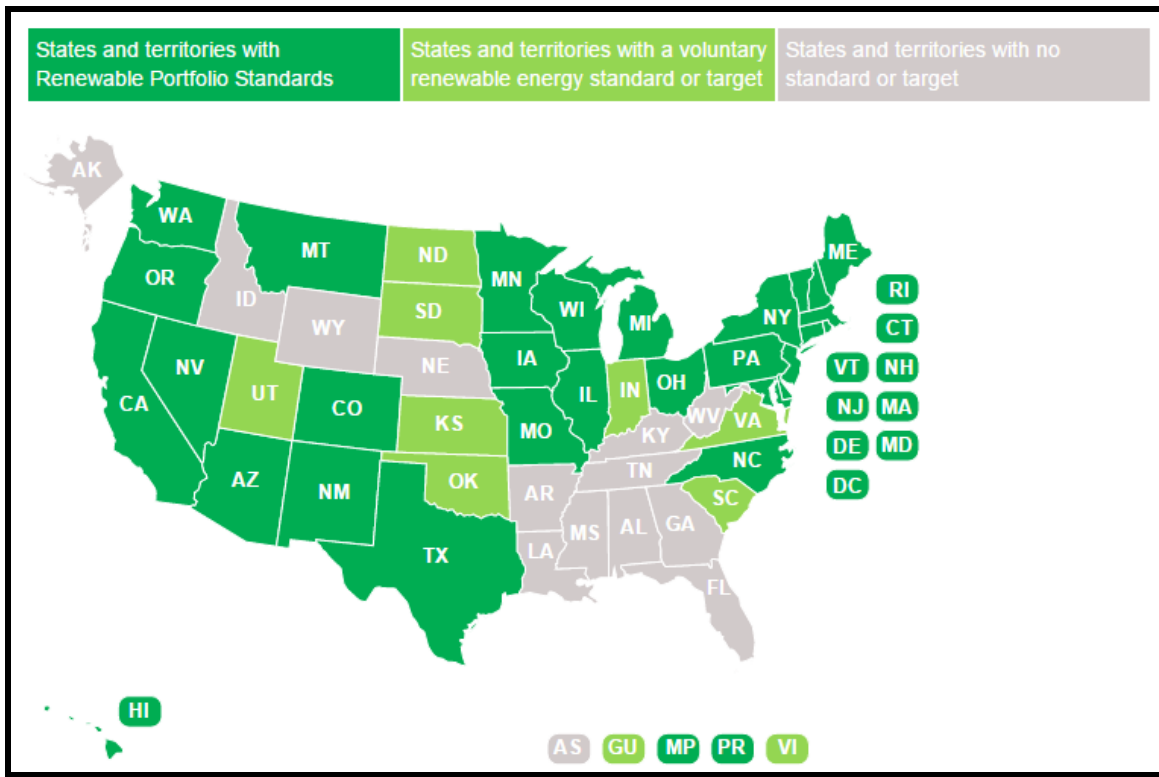 States and territories with
Renewable Portfolio Standards
States and territories with a voluntary
renewable energy standard or target
States and territories with no
standard or target
AK
WA
MT
ND
MN
ME
OR
ID
SD
WI
MI
NY
RI
WY
CT
NV
NE
IA
PA
VT
NH
UT
CO
IL
IN
OH
CA
KS
MO
WV
VA
NJ
MA
KY
DE
MD
AZ
NM
OK
TN
NC
DC
AR
SC
TX
LA
MS
AL
GA
FL
HI
AS
GU
MP
PR
VI